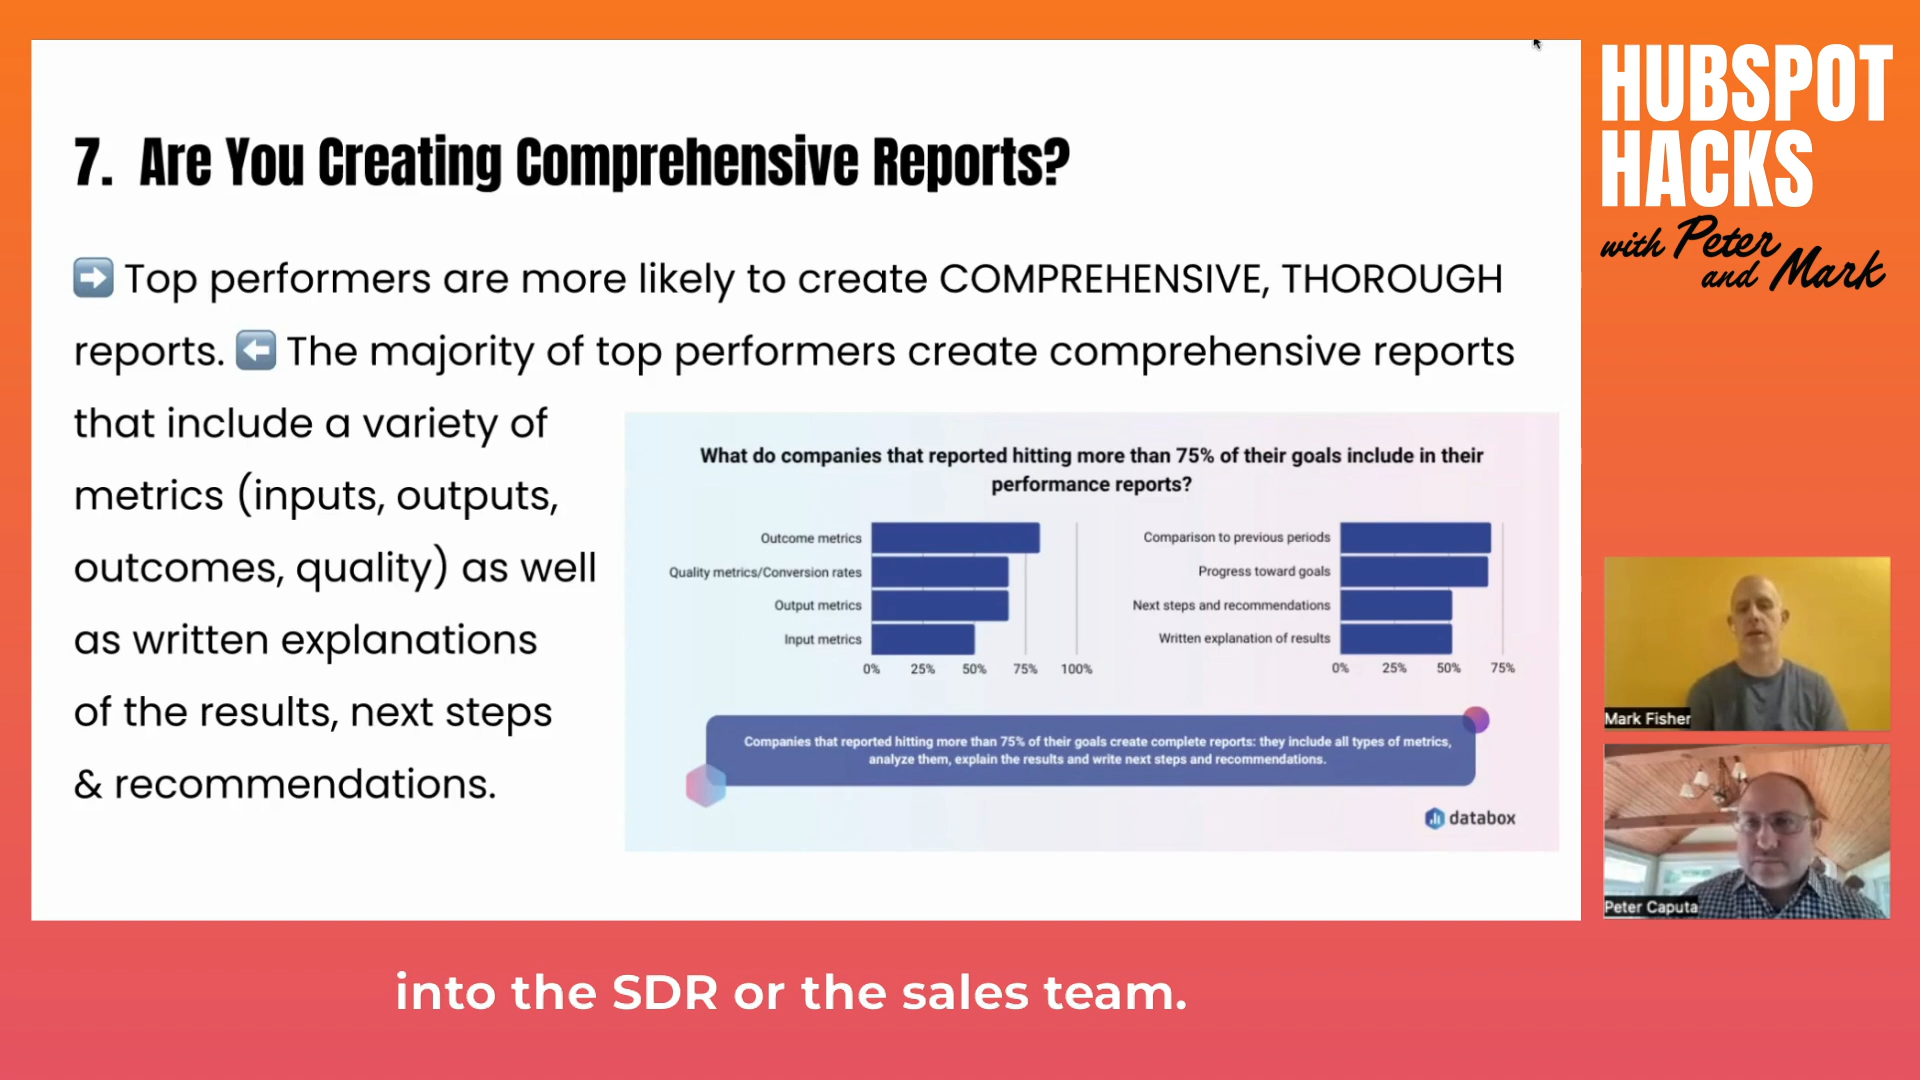 HUBSPOT
HACKS
with Peter
and Mark
7. Are You Creating Comprehensive Reports?
➡️ Top performers are more likely to create COMPREHENSIVE, THOROUGH
reports. ⬅️ The majority of top performers create comprehensive reports
that include a variety of
metrics (inputs, outputs,
outcomes, quality) as well
as written explanations
of the results, next steps
& recommendations.
What do companies that reported hitting more than 75% of their goals include in their
performance reports?
Outcome metrics
Quality metrics/Conversion rates
Output metrics
Input metrics
0% 25% 50% 75% 100%
Comparison to previous periods
Progress toward goals
Next steps and recommendations
Written explanation of results
0% 25% 50% 75%
Companies that reported hitting more than 75% of their goals create complete reports: they include all types of metrics,
analyze them, explain the results and write next steps and recommendations.
databox
Mark Fisher
Peter Caputa
into the SDR or the sales team.